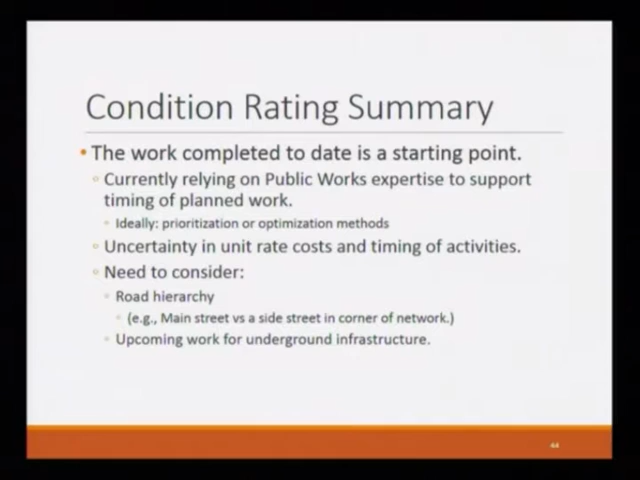 Condition Rating Summary
• The work completed to date is a starting point.
◦ Currently relying on Public Works expertise to support
timing of planned work.
◦ Ideally: prioritization or optimization methods
◦ Uncertainty in unit rate costs and timing of activities.
◦ Need to consider:
◦ Road hierarchy
◦ (e.g., Main street vs a side street in corner of network.)
◦ Upcoming work for underground infrastructure.
44